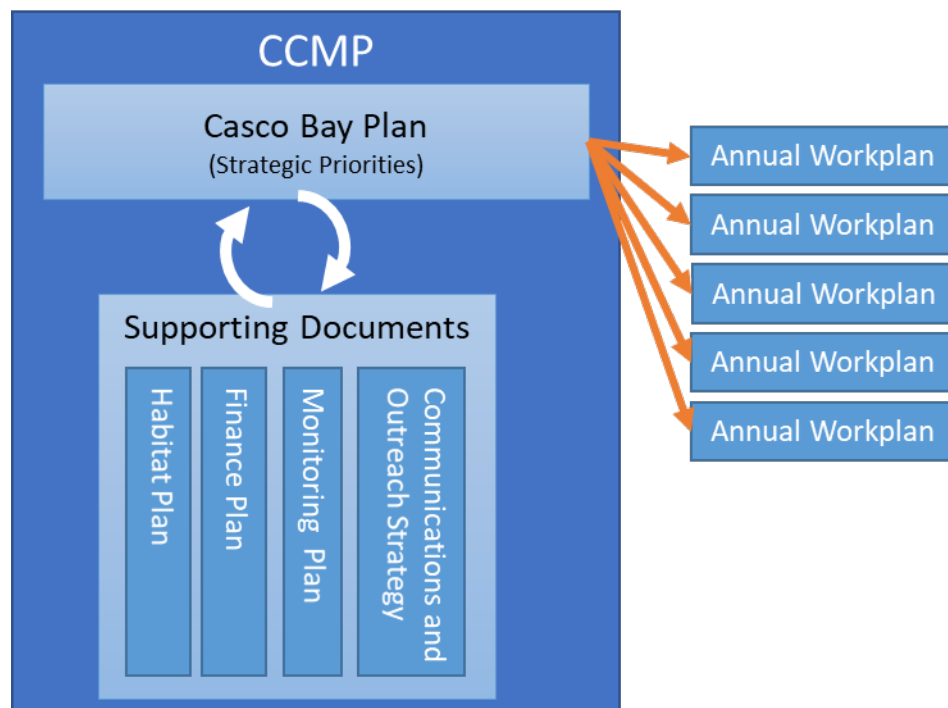 CCMP
Casco Bay Plan
(Strategic Priorities)
Supporting Documents
Habitat Plan
Finance Plan
Monitoring Plan
Communications and
Outreach Strategy
Annual Workplan
Annual Workplan
Annual Workplan
Annual Workplan
Annual Workplan